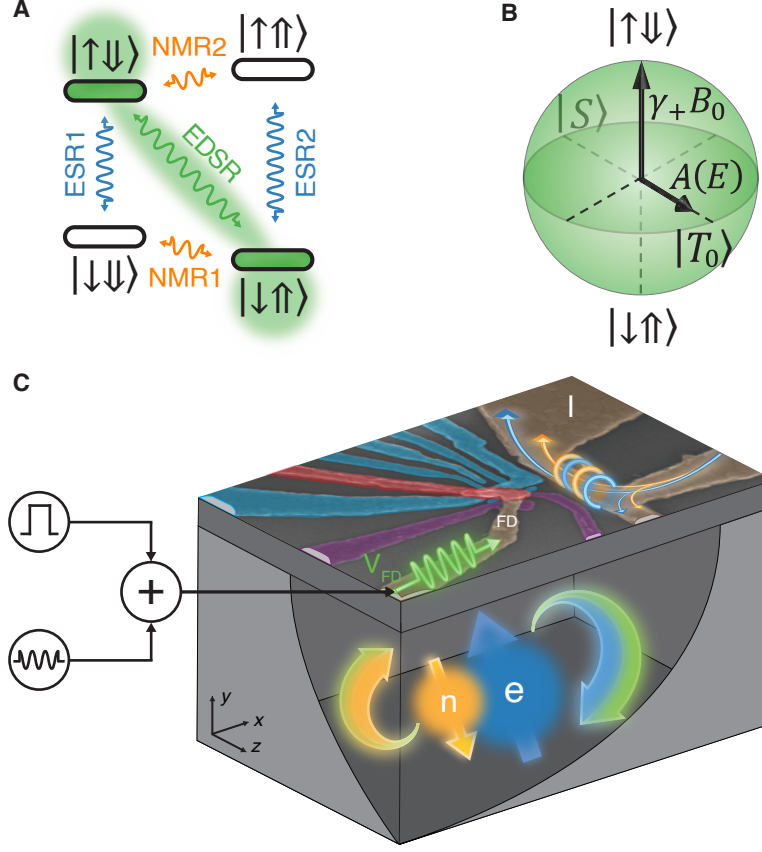 A
|↑⇓⟩
NMR2
|↑⇑⟩
ESR1
EDSR
ESR2
|↓⇓⟩
NMR1
|↓⇑⟩
B
|↑⇓⟩
|S⟩
γ₊B₀
A(E)
|T₀⟩
|↓⇑⟩
C
I
FD
V_FD
+
n
e
y
x
z